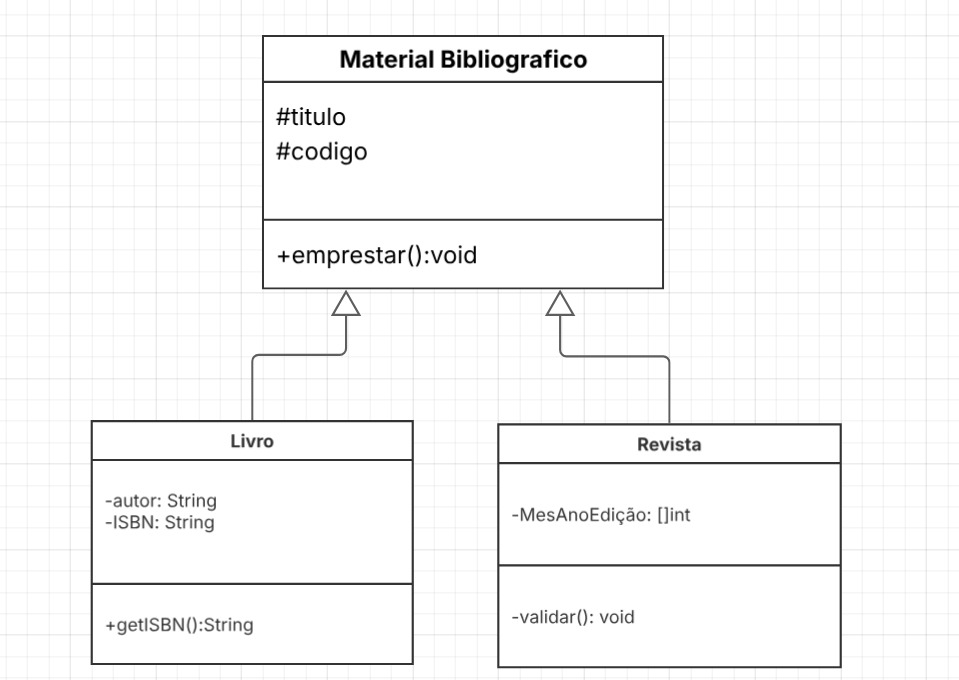 Material Bibliografico
#titulo
#codigo
+emprestar():void
Livro
-autor: String
-ISBN: String
+getISBN():String
Revista
-MesAnoEdição: []int
-validar(): void